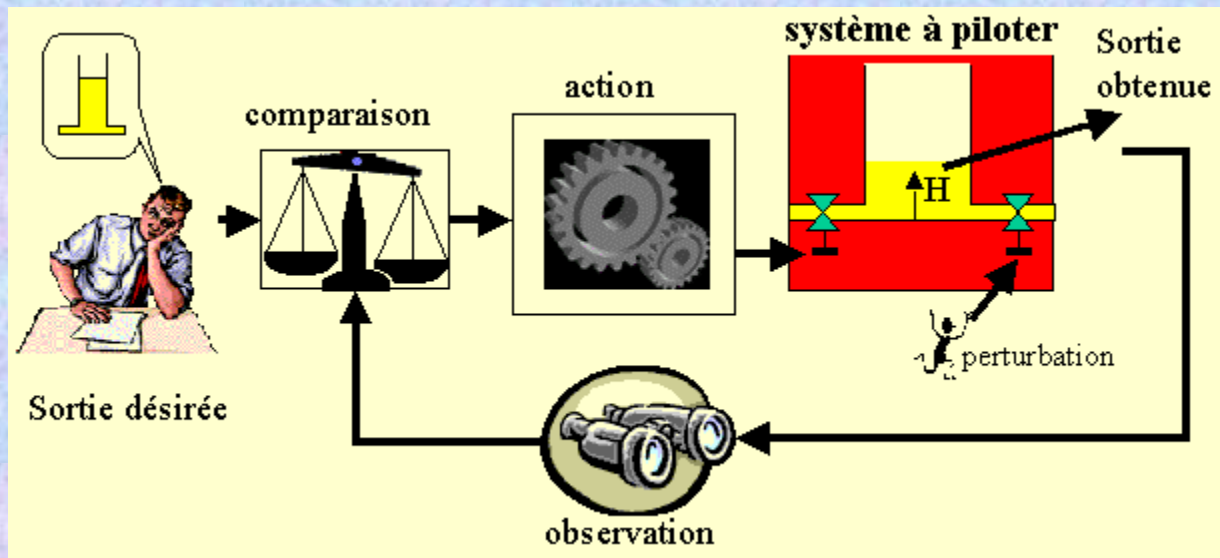 système à piloter
Sortie
obtenue
action
comparaison
H
perturbation
Sortie désirée
observation